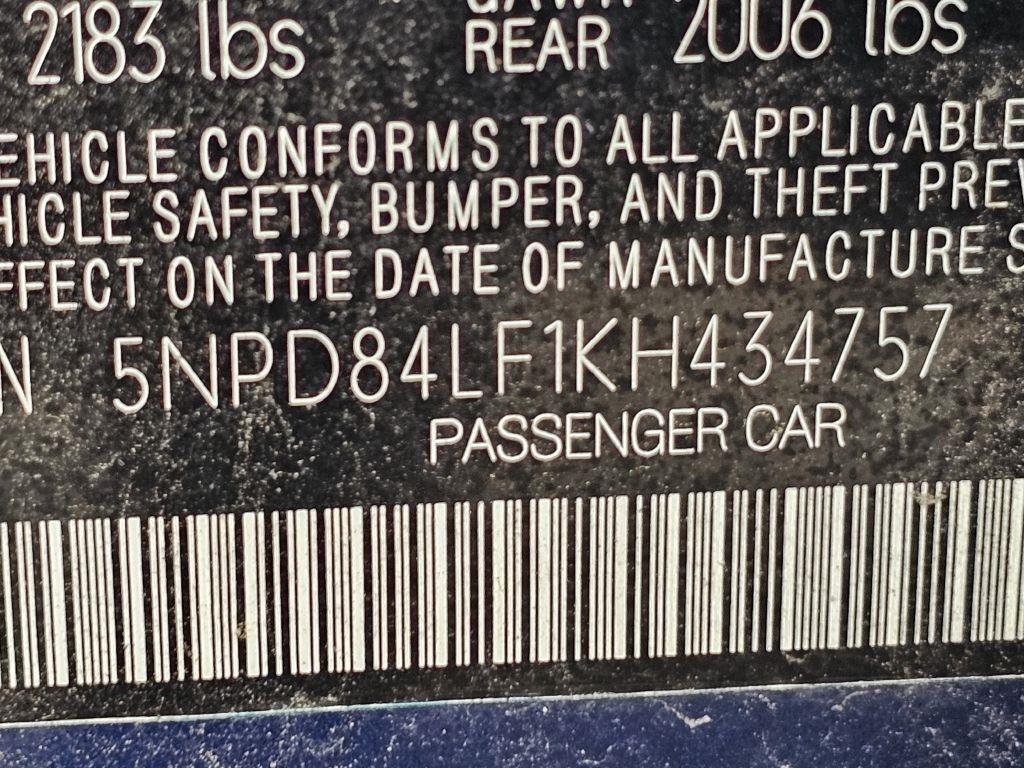 2183 lbs GAWR REAR 2006 lbs
EHICLE CONFORMS TO ALL APPLICABLE
HICLE SAFETY, BUMPER, AND THEFT PREV
FFECT ON THE DATE OF MANUFACTURE S
N 5NPD84LF1KH434757
PASSENGER CAR